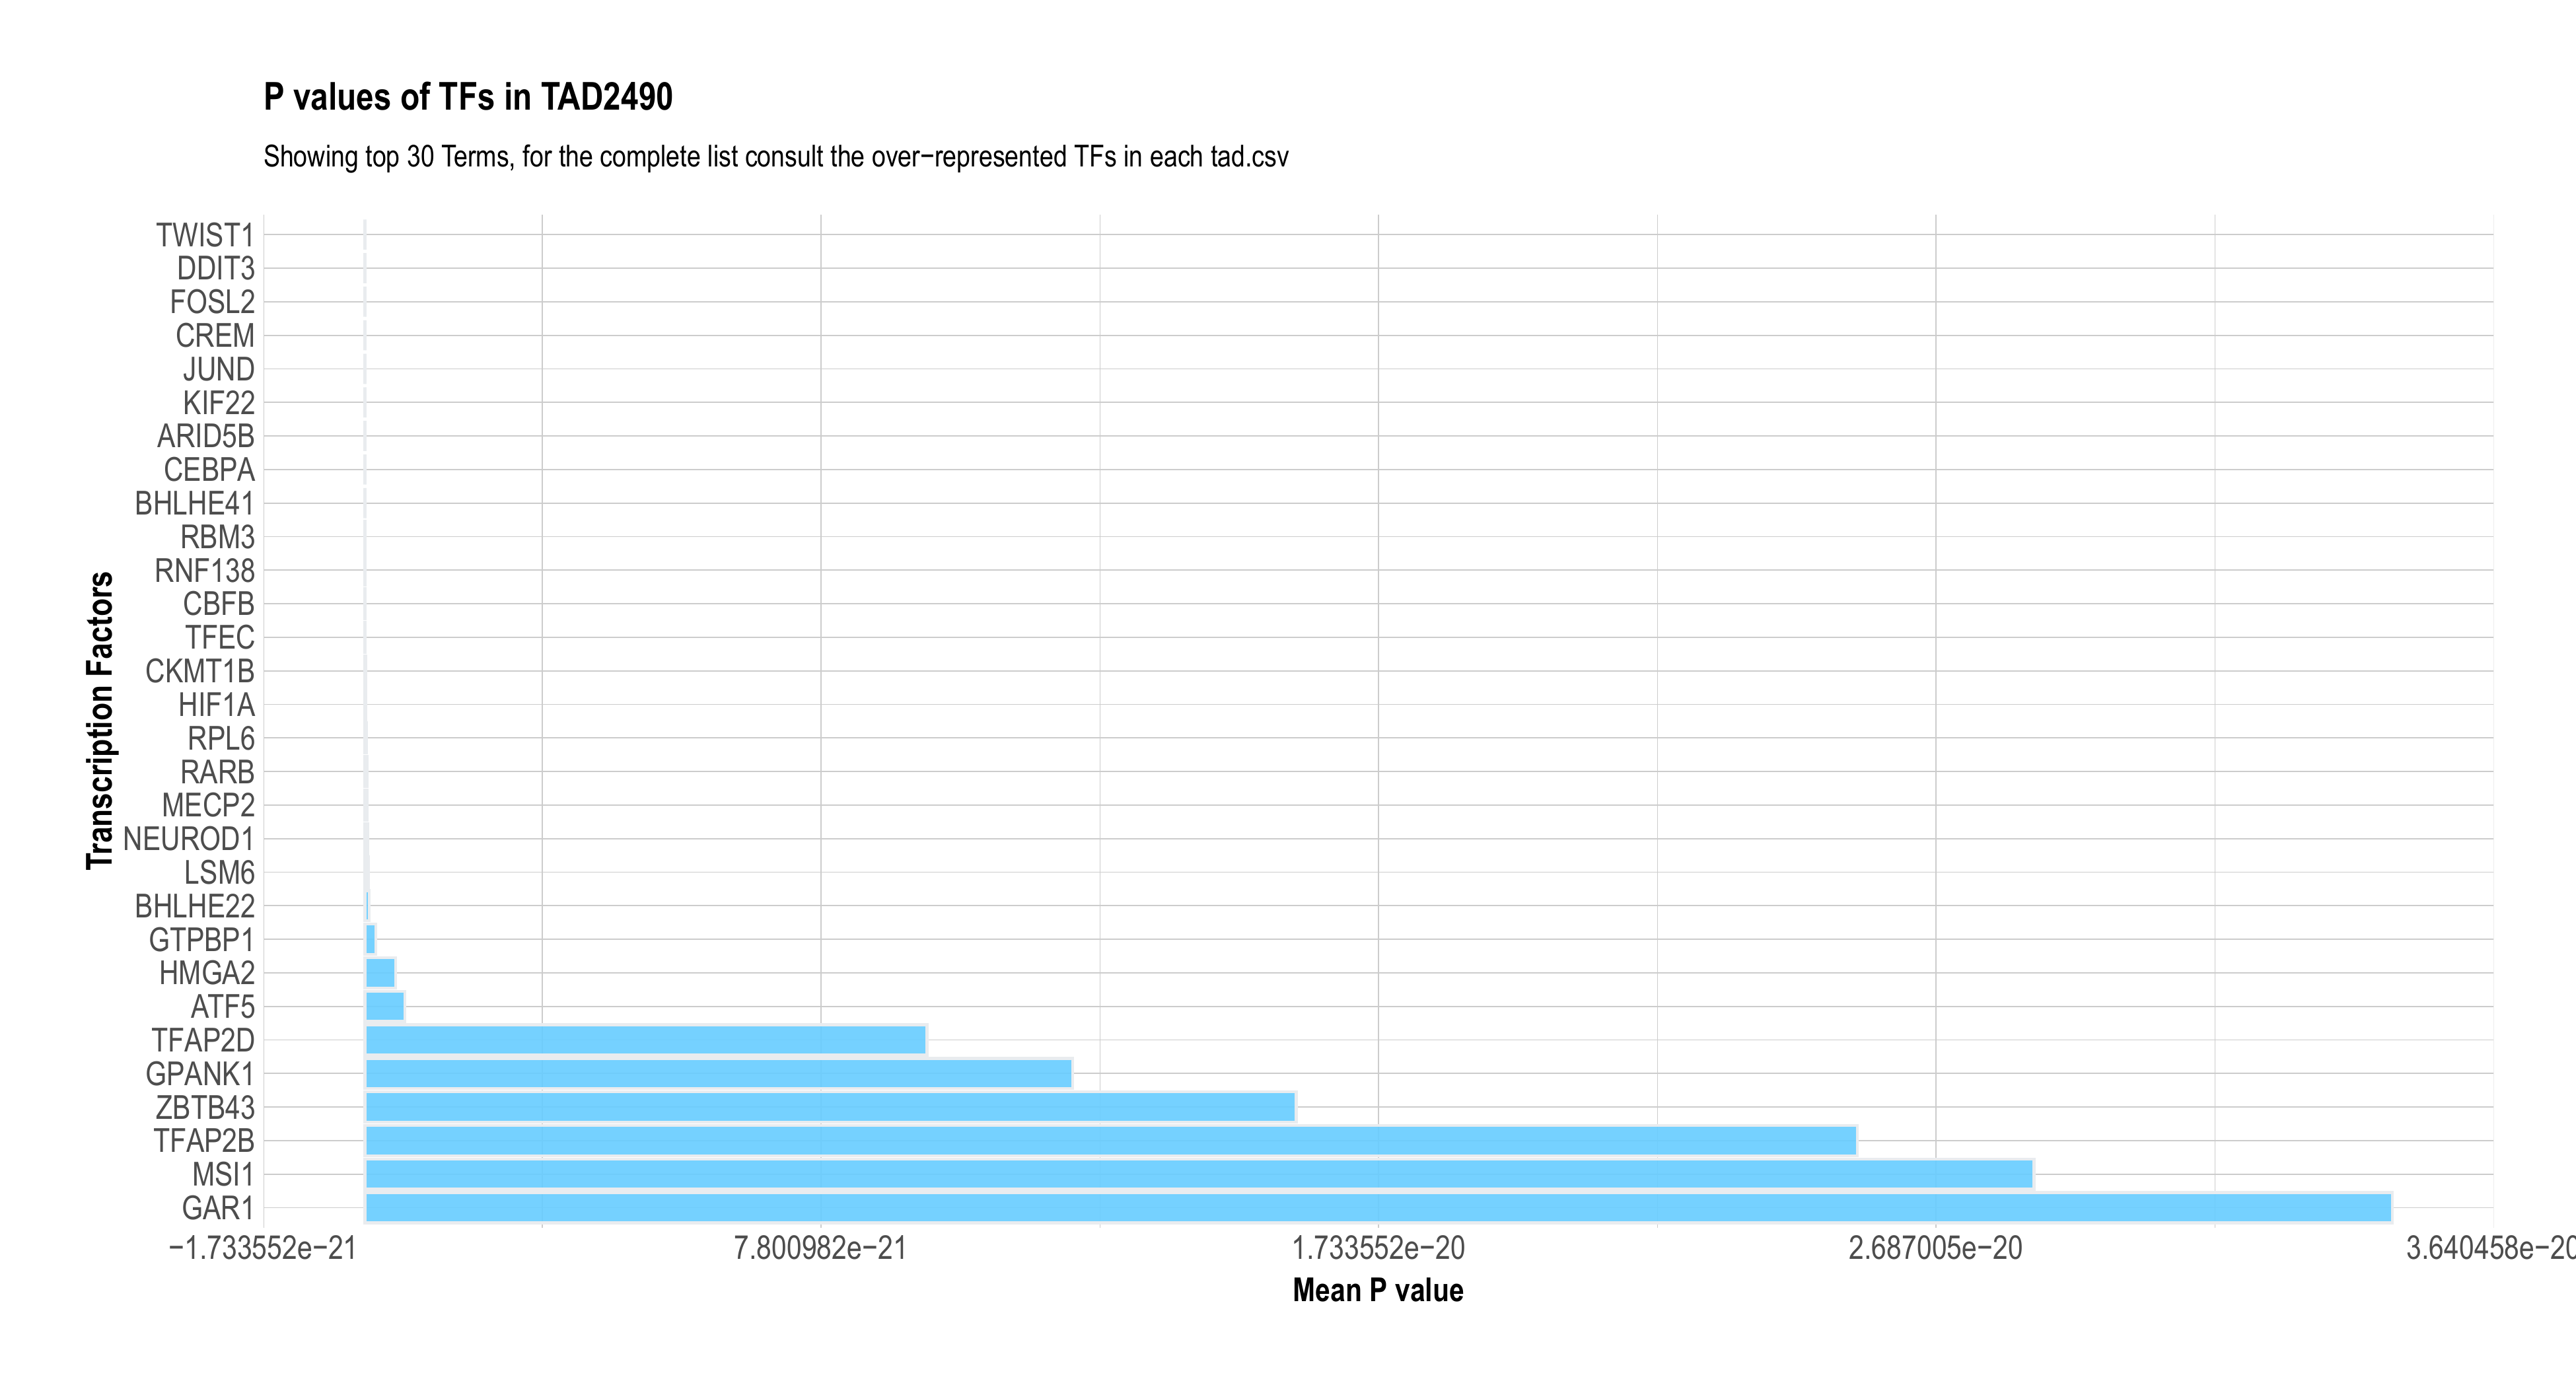 P values of TFs in TAD2490
Showing top 30 Terms, for the complete list consult the over−represented TFs in each tad.csv
Transcription Factors
TWIST1
DDIT3
FOSL2
CREM
JUND
KIF22
ARID5B
CEBPA
BHLHE41
RBM3
RNF138
CBFB
TFEC
CKMT1B
HIF1A
RPL6
RARB
MECP2
NEUROD1
LSM6
BHLHE22
GTPBP1
HMGA2
ATF5
TFAP2D
GPANK1
ZBTB43
TFAP2B
MSI1
GAR1
−1.733552e−21 7.800982e−21 1.733552e−20 2.687005e−20 3.640458e−20
Mean P value